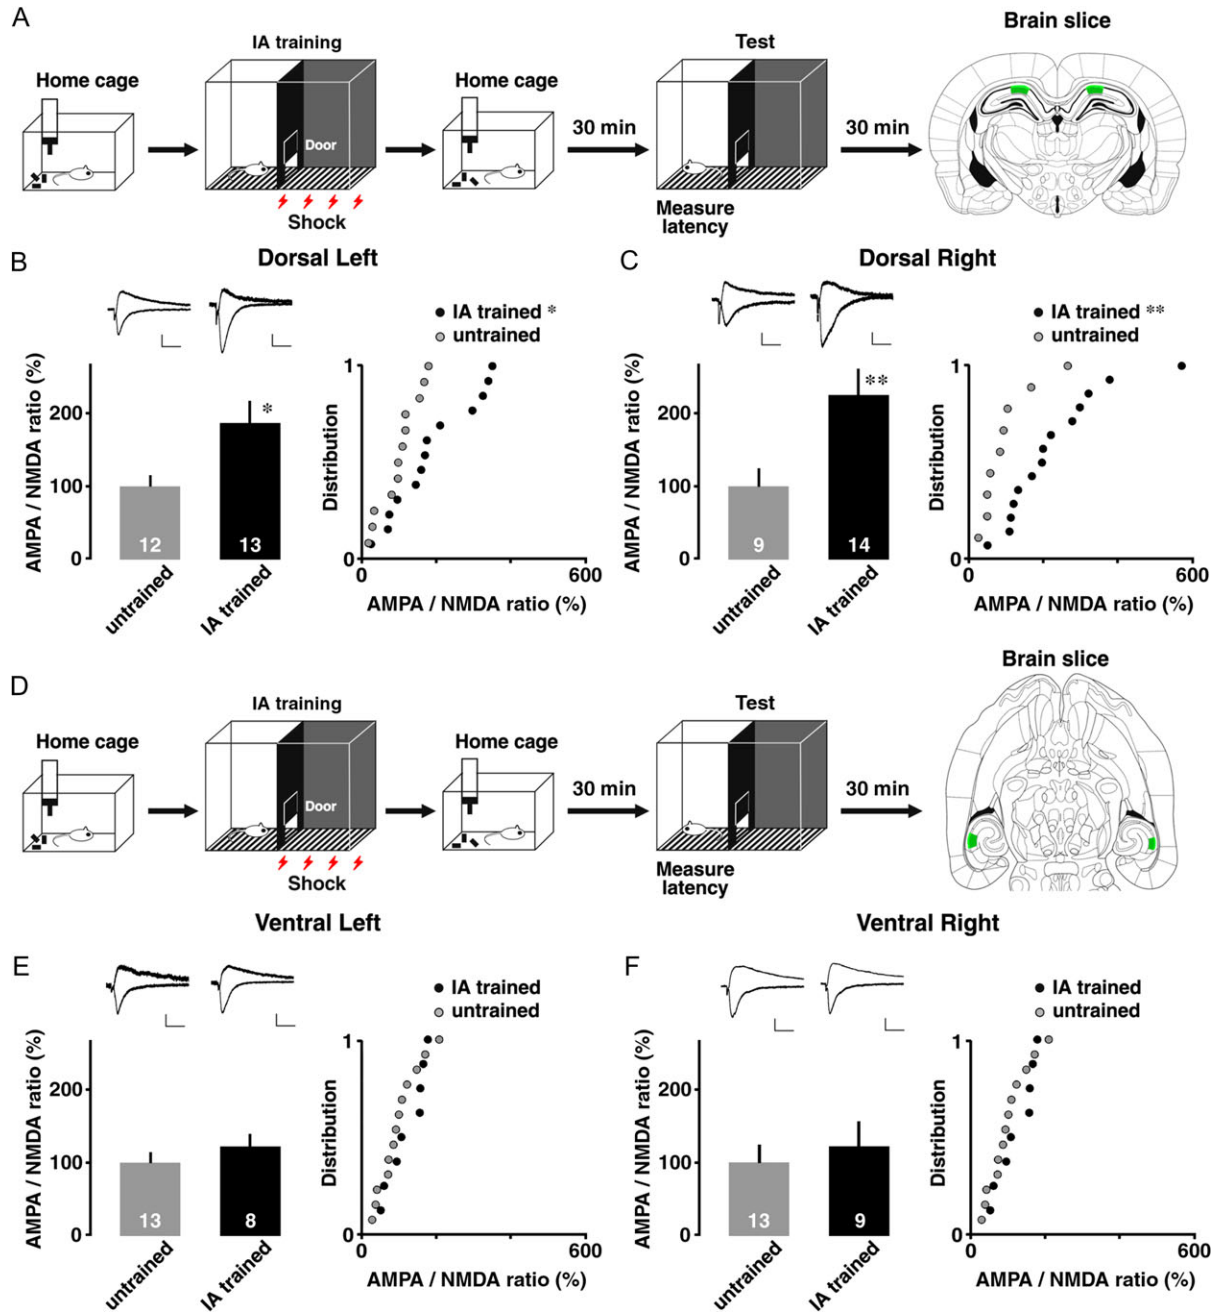 A
Home cage
IA training
Door
Shock
Home cage
30 min
Test
Measure
latency
30 min
Brain slice
B
Dorsal Left
AMPA / NMDA ratio (%)
200
100
0
12
13
*
untrained
IA trained
IA trained *
untrained
Distribution
1
0
0
600
AMPA / NMDA ratio (%)
C
Dorsal Right
AMPA / NMDA ratio (%)
200
100
0
9
14
**
untrained
IA trained
IA trained **
untrained
Distribution
1
0
0
600
AMPA / NMDA ratio (%)
D
Home cage
IA training
Door
Shock
Home cage
30 min
Test
Measure
latency
30 min
Brain slice
E
Ventral Left
AMPA / NMDA ratio (%)
200
100
0
13
8
untrained
IA trained
IA trained
untrained
Distribution
1
0
0
600
AMPA / NMDA ratio (%)
F
Ventral Right
AMPA / NMDA ratio (%)
200
100
0
13
9
untrained
IA trained
IA trained
untrained
Distribution
1
0
0
600
AMPA / NMDA ratio (%)